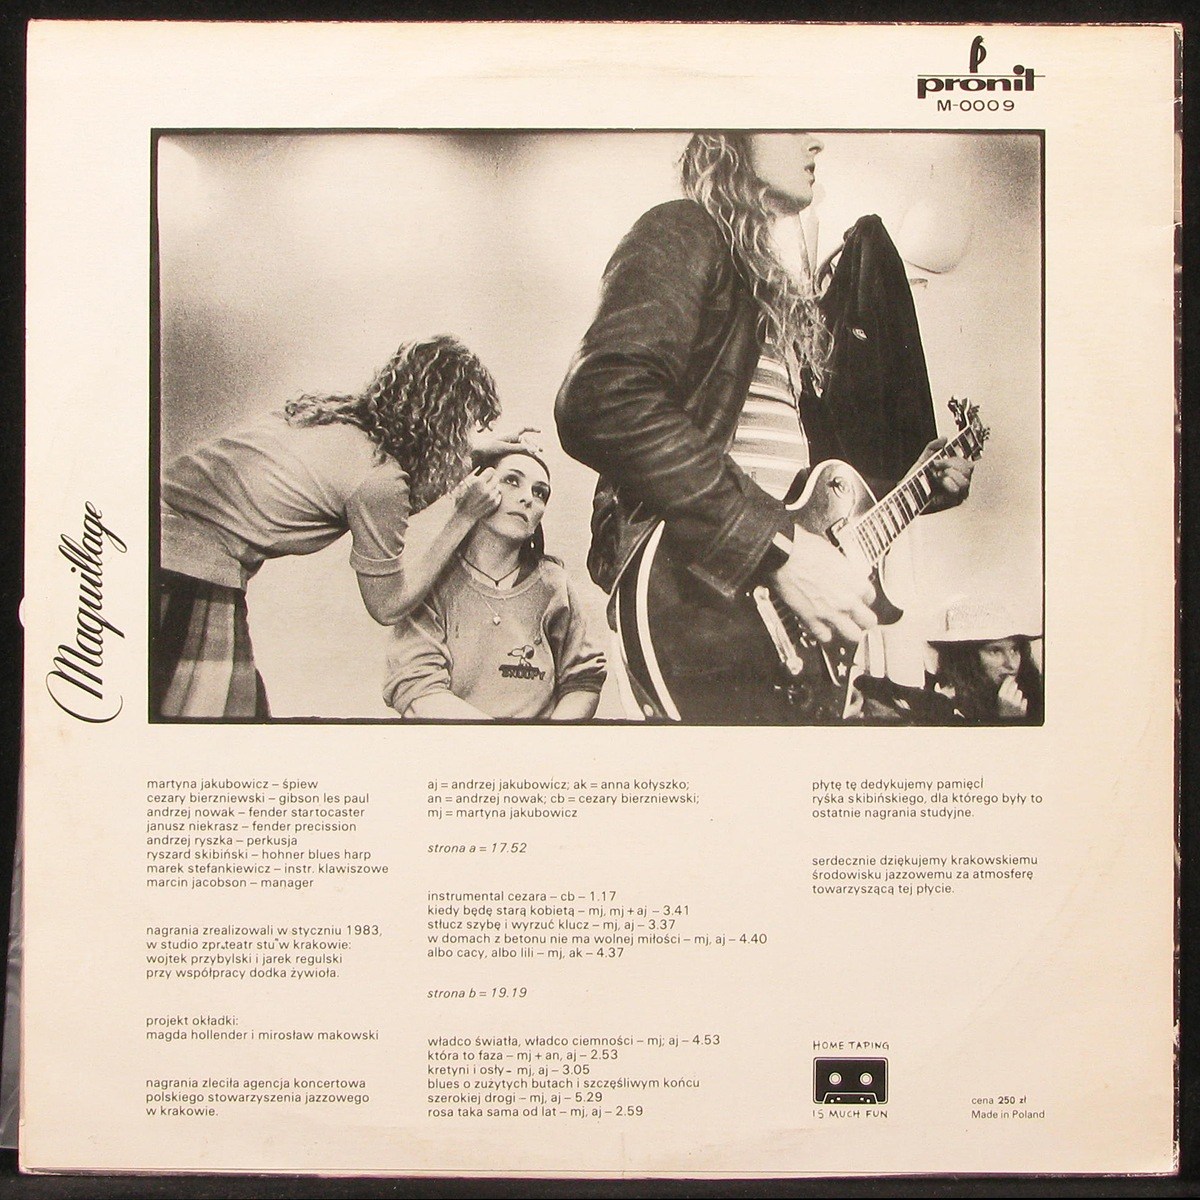 pronit
M-0009
Maquillage
SNOOPY
martyna jakubowicz – śpiew
cezary bierzniewski – gibson les paul
andrzej nowak – fender startocaster
janusz niekrasz – fender precission
andrzej ryszka – perkusja
ryszard skibiński – hohner blues harp
marek stefankiewicz – instr. klawiszowe
marcin jacobson – manager
nagrania zrealizowali w styczniu 1983,
w studio zpr„teatr stu”w krakowie:
wojtek przybylski i jarek regulski
przy współpracy dodka żywioła.
projekt okładki:
magda hollender i mirosław makowski
nagrania zleciła agencja koncertowa
polskiego stowarzyszenia jazzowego
w krakowie.
aj = andrzej jakubowicz; ak = anna kołyszko;
an = andrzej nowak; cb = cezary bierzniewski;
mj = martyna jakubowicz
strona a = 17.52
instrumental cezara – cb – 1.17
kiedy będę starą kobietą – mj, mj + aj – 3.41
stłucz szybę i wyrzuć klucz – mj, aj – 3.37
w domach z betonu nie ma wolnej miłości – mj, aj – 4.40
albo cacy, albo lili – mj, ak – 4.37
strona b = 19.19
władco światła, władco ciemności – mj; aj – 4.53
która to faza – mj + an, aj – 2.53
kretyni i osły – mj, aj – 3.05
blues o zużytych butach i szczęśliwym końcu
szerokiej drogi – mj, aj – 5.29
rosa taka sama od lat – mj, aj – 2.59
płytę tę dedykujemy pamięci
ryśka skibińskiego, dla którego były to
ostatnie nagrania studyjne.
serdecznie dziękujemy krakowskiemu
środowisku jazzowemu za atmosferę
towarzyszącą tej płycie.
HOME TAPING
IS MUCH FUN
cena 250 zł
Made in Poland